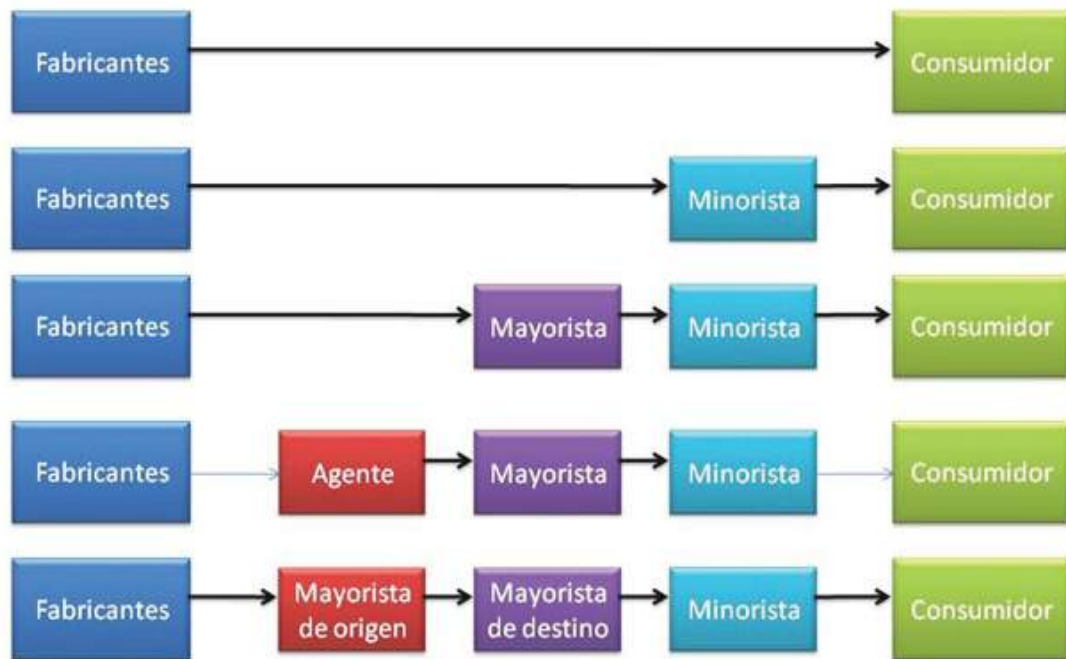 Fabricantes
Consumidor
Fabricantes
Minorista
Consumidor
Fabricantes
Mayorista
Minorista
Consumidor
Fabricantes
Agente
Mayorista
Minorista
Consumidor
Fabricantes
Mayorista
de origen
Mayorista
de destino
Minorista
Consumidor